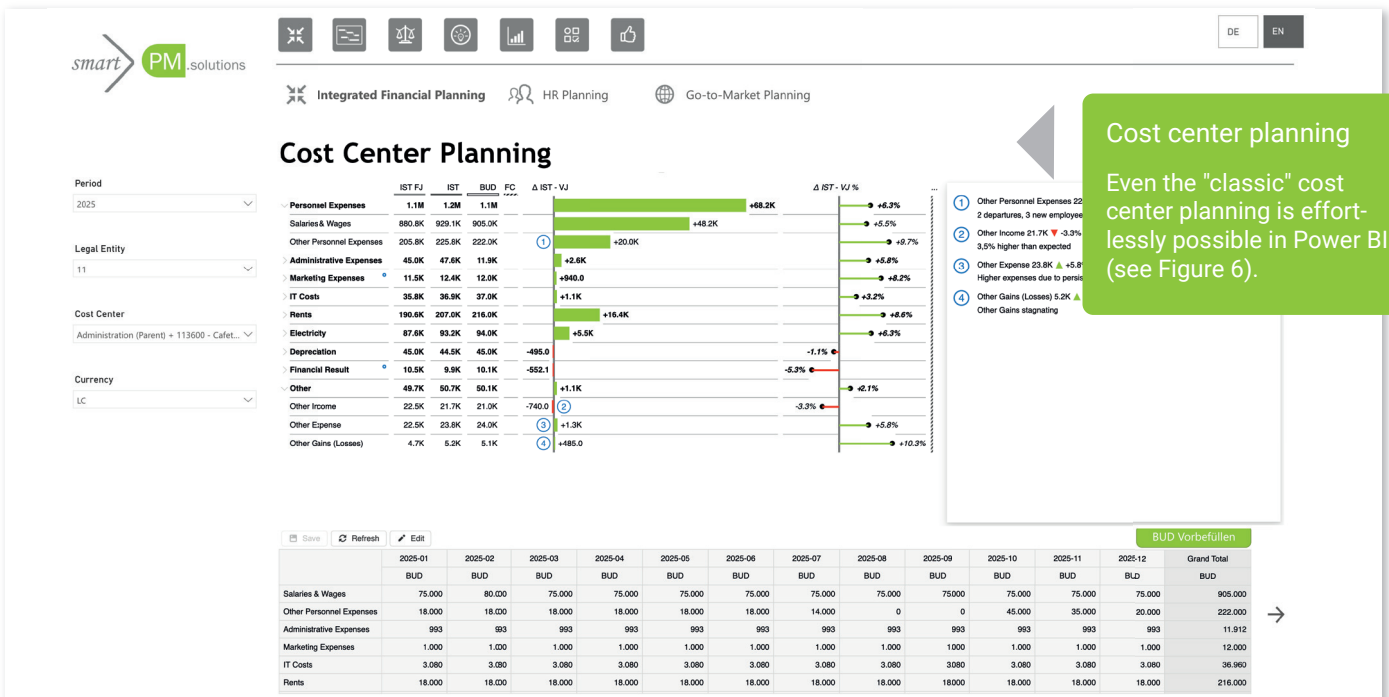 smart PM.solutions
DE EN
Integrated Financial Planning HR Planning Go-to-Market Planning
Cost Center Planning
Cost center planning
Even the "classic" cost
center planning is effort-
lessly possible in Power BI
(see Figure 6).
Period
2025
Legal Entity
11
Cost Center
Administration (Parent) + 113600 - Cafet...
Currency
LC
IST FJ IST BUD FC Δ IST - VJ Δ IST - VJ % ...
Personsel Expenses 1.1M 1.2M 1.1M +68.2K +6.3%
Salaries & Wages 880.8K 929.1K 905.0K +48.2K +5.5%
Other Personnel Expenses 205.8K 225.8K 222.0K 1 +20.0K +9.7%
Administrative Expenses 45.0K 47.6K 11.9K +2.6K +5.8%
Marketing Expenses 11.5K 12.4K 12.0K +940.0 +8.2%
IT Costs 35.8K 36.9K 37.0K +1.1K +3.2%
Rents 190.6K 207.0K 216.0K +16.4K +8.6%
Electricity 87.6K 93.2K 94.0K +5.5K +6.3%
Depreciation 45.0K 44.5K 45.0K -495.0 -1.1%
Financial Result 10.5K 9.9K 10.1K -552.1 -5.3%
Other 49.7K 50.7K 50.1K +1.1K +2.1%
Other Income 22.5K 21.7K 21.0K -740.0 2 -3.3%
Other Expense 22.5K 23.8K 24.0K 3 +1.3K +5.8%
Other Gains (Losses) 4.7K 5.2K 5.1K 4 +485.0 +10.3%
1 Other Personnel Expenses 22
2 departures, 3 new employee
2 Other Income 21.7K ▼ -3.3%
3,5% higher than expected
3 Other Expense 23.8K ▲ +5.8
Higher expenses due to persis
4 Other Gains (Losses) 5.2K ▲
Other Gains stagnating
Save Refresh Edit BUD Vorbefüllen
2025-01 2025-02 2025-03 2025-04 2025-05 2025-06 2025-07 2025-08 2025-09 2025-10 2025-11 2025-12 Grand Total
BUD BUD BUD BUD BUD BUD BUD BUD BUD BUD BUD BUD BUD
Salaries & Wages 75.000 80.000 75.000 75.000 75.000 75.000 75.000 75.000 75000 75.000 75.000 75.000 905.000
Other Personnel Expenses 18.000 18.000 18.000 18.000 18.000 18.000 14.000 0 0 45.000 35.000 20.000 222.000
Administrative Expenses 993 993 993 993 993 993 993 993 993 993 993 993 11.912
Marketing Expenses 1.000 1.000 1.000 1.000 1.000 1.000 1.000 1.000 1000 1.000 1.000 1.000 12.000
IT Costs 3.080 3.080 3.080 3.080 3.080 3.080 3.080 3.080 3080 3.080 3.080 3.080 36.960
Rents 18.000 18.000 18.000 18.000 18.000 18.000 18.000 18.000 18000 18.000 18.000 18.000 216.000